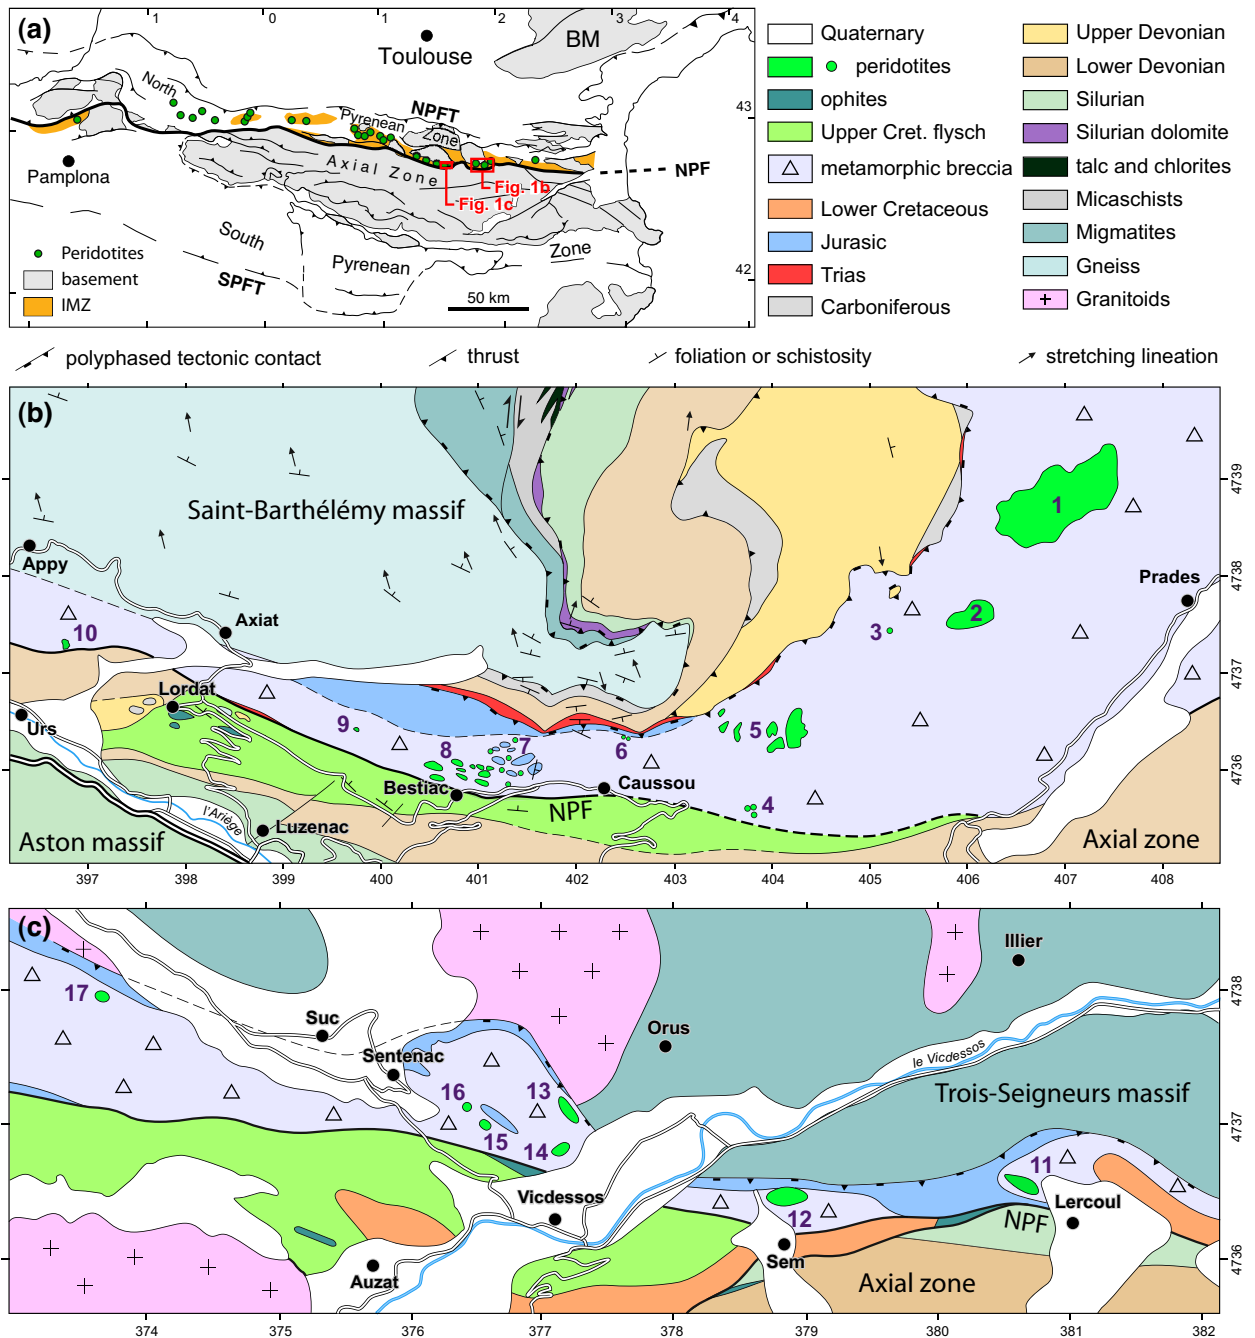 (a)
1
0
1
2
3
4
Toulouse
BM
North
NPFT
Pyrenean
Zone
43
Axial Zone
NPF
Pamplona
Fig. 1b
Fig. 1c
South
Pyrenean
Zone
SPFT
42
Peridotites
basement
IMZ
50 km
Quaternary
peridotites
ophites
Upper Cret. flysch
metamorphic breccia
Lower Cretaceous
Jurasic
Trias
Carboniferous
Upper Devonian
Lower Devonian
Silurian
Silurian dolomite
talc and chlorites
Micaschists
Migmatites
Gneiss
Granitoids
polyphased tectonic contact
thrust
foliation or schistosity
stretching lineation
(b)
Saint-Barthélémy massif
1
4739
Appy
4738
Prades
Axiat
10
2
3
4737
Lordat
Urs
9
8
7
6
5
4736
Bestiac
Caussou
NPF
4
l'Ariège
Luzenac
Aston massif
Axial zone
397
398
399
400
401
402
403
404
405
406
407
408
(c)
Illier
17
4738
Suc
Orus
Sentenac
le Vicdessos
16
13
Trois-Seigneurs massif
15
14
4737
11
Vicdessos
12
Lercoul
NPF
Sem
4736
Auzat
Axial zone
374
375
376
377
378
379
380
381
382